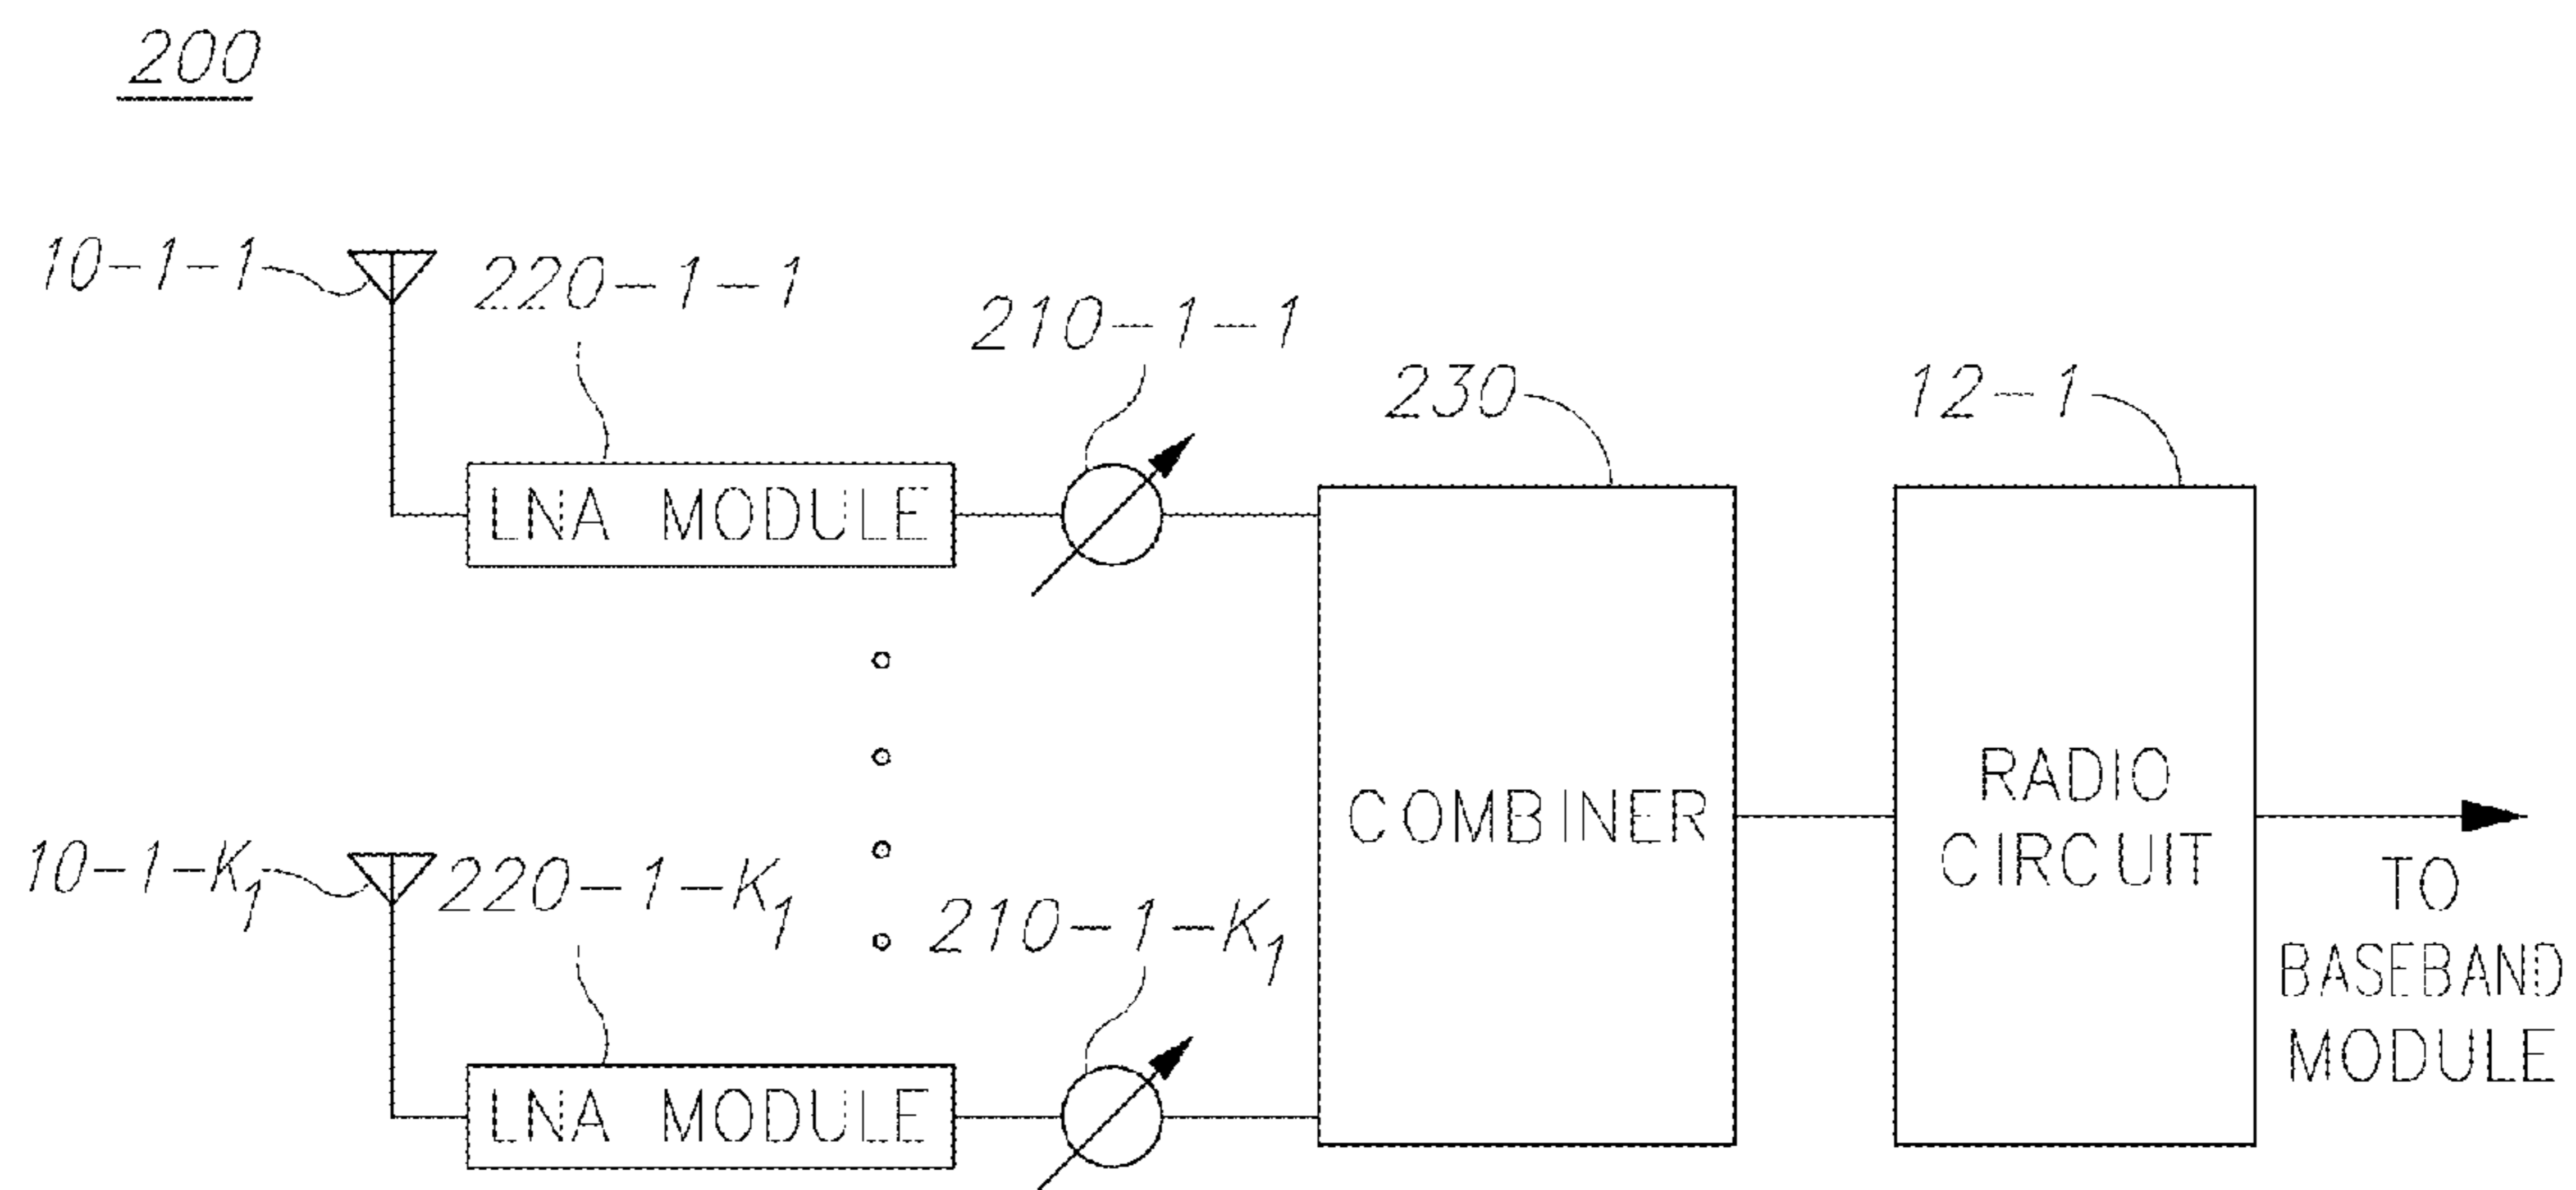 200
10-1-1
220-1-1
210-1-1
230
12-1
LNA MODULE
COMBINER
RADIO
CIRCUIT
TO
BASEBAND
MODULE
10-1-K₁
220-1-K₁
210-1-K₁
LNA MODULE